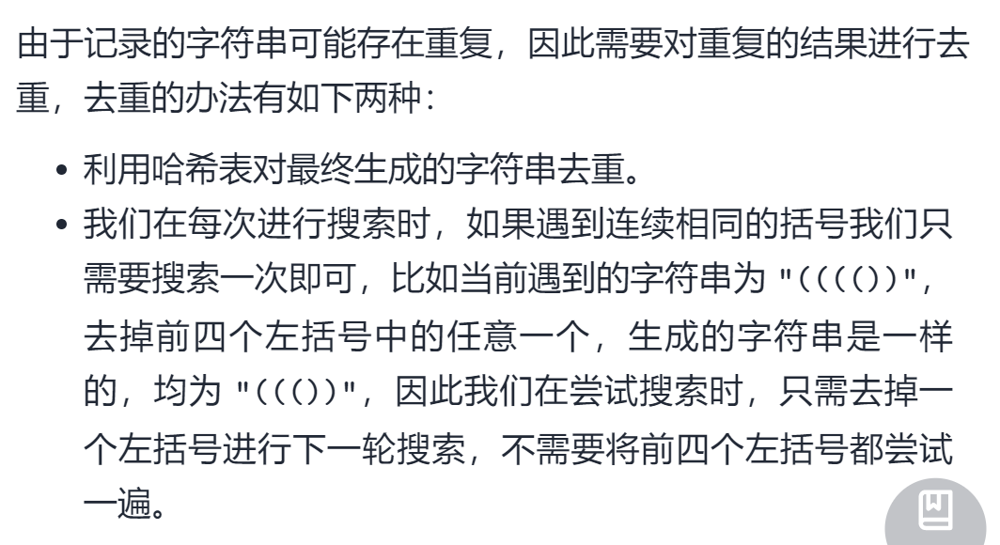 由于记录的字符串可能存在重复，因此需要对重复的结果进行去
重，去重的办法有如下两种：
• 利用哈希表对最终生成的字符串去重。
• 我们在每次进行搜索时，如果遇到连续相同的括号我们只
需要搜索一次即可，比如当前遇到的字符串为 "(((())"，
去掉前四个左括号中的任意一个，生成的字符串是一样
的，均为 "((())"，因此我们在尝试搜索时，只需去掉一
个左括号进行下一轮搜索，不需要将前四个左括号都尝试
一遍。